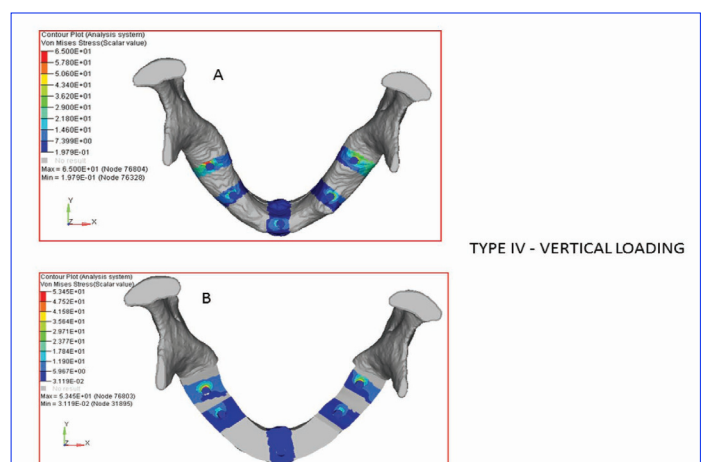 Contour Plot (Analysis system)
Von Mises Stress(Scalar value)
6.500E+01
5.780E+01
5.060E+01
4.340E+01
3.620E+01
2.900E+01
2.180E+01
1.460E+01
7.399E+00
1.979E-01
No result
Max = 6.500E+01 (Node 76804)
Min = 1.979E-01 (Node 76328)
A
Y
Z X
TYPE IV - VERTICAL LOADING
Contour Plot (Analysis system)
Von Mises Stress(Scalar value)
5.345E+01
4.752E+01
4.158E+01
3.564E+01
2.971E+01
2.377E+01
1.784E+01
1.190E+01
5.967E+00
3.119E-02
No result
Max = 5.345E+01 (Node 76803)
Min = 3.119E-02 (Node 31895)
B
Y
Z X